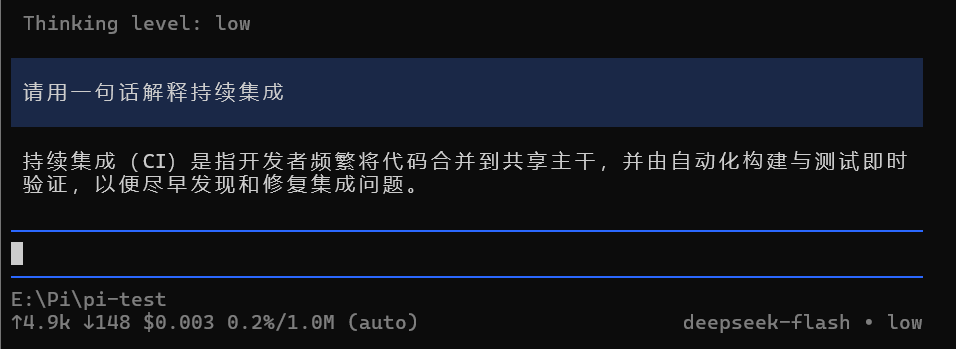 Thinking level: low
请用一句话解释持续集成
持续集成（CI）是指开发者频繁将代码合并到共享主干，并由自动化构建与测试即时
验证，以便尽早发现和修复集成问题。
E:\Pi\pi-test
↑4.9k ↓148 $0.003 0.2%/1.0M (auto) deepseek-flash • low